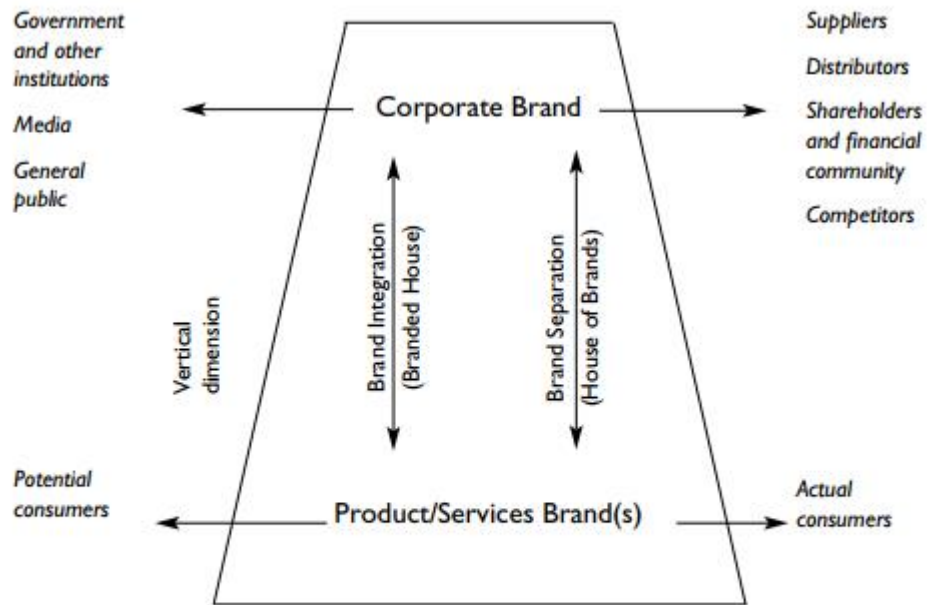 Government
and other
institutions
Media
General
public
Suppliers
Distributors
Shareholders
and financial
community
Competitors
Corporate Brand
Brand Integration
(Branded House)
Brand Separation
(House of Brands)
Vertical
dimension
Potential
consumers
Product/Services Brand(s)
Actual
consumers